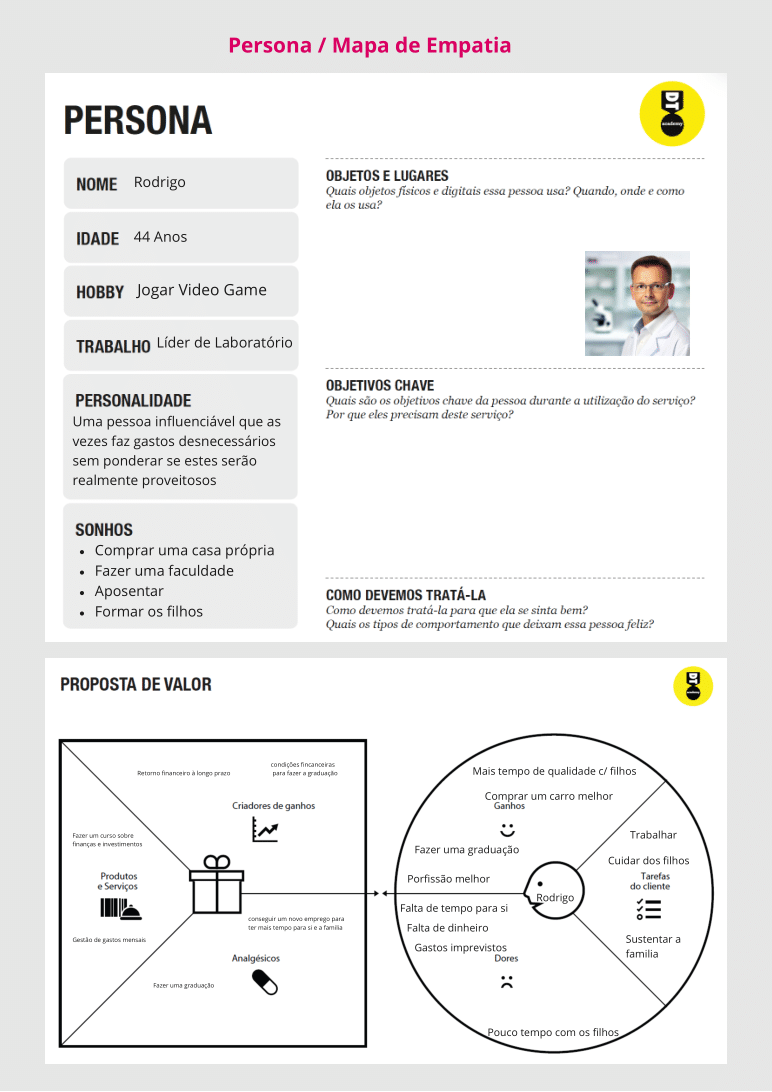 Persona / Mapa de Empatia
PERSONA
DT
academy
NOME Rodrigo
IDADE 44 Anos
HOBBY Jogar Video Game
TRABALHO Líder de Laboratório
PERSONALIDADE
Uma pessoa influenciável que as
vezes faz gastos desnecessários
sem ponderar se estes serão
realmente proveitosos
SONHOS
• Comprar uma casa própria
• Fazer uma faculdade
• Aposentar
• Formar os filhos
OBJETOS E LUGARES
Quais objetos físicos e digitais essa pessoa usa? Quando, onde e como
ela os usa?
OBJETIVOS CHAVE
Quais são os objetivos chave da pessoa durante a utilização do serviço?
Por que eles precisam deste serviço?
COMO DEVEMOS TRATÁ-LA
Como devemos tratá-la para que ela se sinta bem?
Quais os tipos de comportamento que deixam essa pessoa feliz?
PROPOSTA DE VALOR
DT
academy
Retorno financeiro à longo prazo
condições fincanceiras
para fazer a graduação
Criadores de ganhos
Fazer um curso sobre
finanças e investimentos
Produtos
e Serviços
Gestão de gastos mensais
conseguir um novo emprego para
ter mais tempo para si e a familia
Analgésicos
Fazer uma graduação
Mais tempo de qualidade c/ filhos
Comprar um carro melhor
Ganhos
Fazer uma graduação
Porfissão melhor
Rodrigo
Falta de tempo para si
Falta de dinheiro
Gastos imprevistos
Dores
Pouco tempo com os filhos
Trabalhar
Cuidar dos filhos
Tarefas
do cliente
Sustentar a
familia